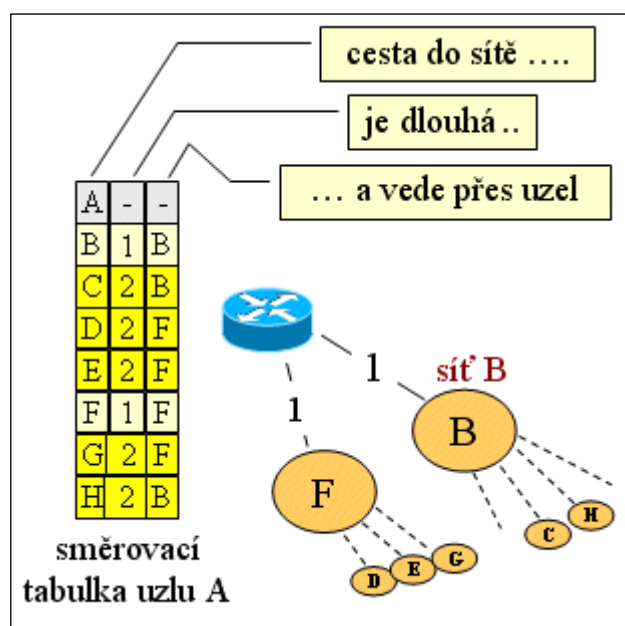 cesta do sítě ….
je dlouhá ..
… a vede přes uzel
A - -
B 1 B
C 2 B
D 2 F
E 2 F
F 1 F
G 2 F
H 2 B
směrovací
tabulka uzlu A
1
1
síť B
B
F
H
C
G
E
D